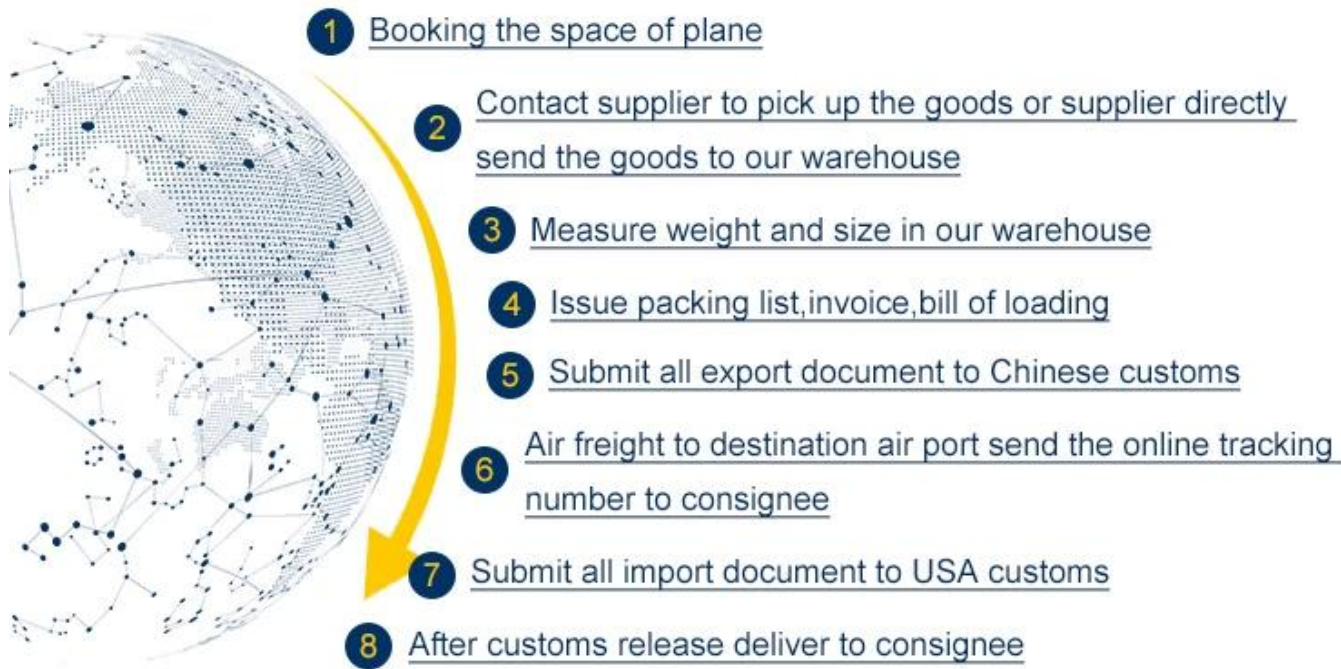 1 Booking the space of plane
2 Contact supplier to pick up the goods or supplier directly
send the goods to our warehouse
3 Measure weight and size in our warehouse
4 Issue packing list,invoice,bill of loading
5 Submit all export document to Chinese customs
6 Air freight to destination air port send the online tracking
number to consignee
7 Submit all import document to USA customs
8 After customs release deliver to consignee